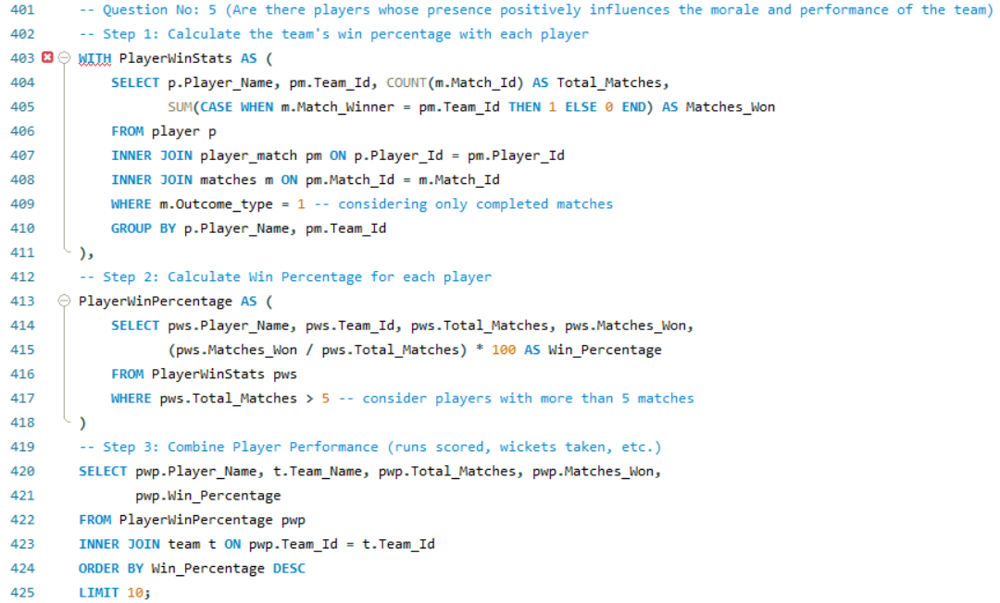 401 -- Question No: 5 (Are there players whose presence positively influences the morale and performance of the team)
402 -- Step 1: Calculate the team's win percentage with each player
403 WITH PlayerWinStats AS (
404 SELECT p.Player_Name, pm.Team_Id, COUNT(m.Match_Id) AS Total_Matches,
405 SUM(CASE WHEN m.Match_Winner = pm.Team_Id THEN 1 ELSE 0 END) AS Matches_Won
406 FROM player p
407 INNER JOIN player_match pm ON p.Player_Id = pm.Player_Id
408 INNER JOIN matches m ON pm.Match_Id = m.Match_Id
409 WHERE m.Outcome_type = 1 -- considering only completed matches
410 GROUP BY p.Player_Name, pm.Team_Id
411 ),
412 -- Step 2: Calculate Win Percentage for each player
413 PlayerWinPercentage AS (
414 SELECT pws.Player_Name, pws.Team_Id, pws.Total_Matches, pws.Matches_Won,
415 (pws.Matches_Won / pws.Total_Matches) * 100 AS Win_Percentage
416 FROM PlayerWinStats pws
417 WHERE pws.Total_Matches > 5 -- consider players with more than 5 matches
418 )
419 -- Step 3: Combine Player Performance (runs scored, wickets taken, etc.)
420 SELECT pwp.Player_Name, t.Team_Name, pwp.Total_Matches, pwp.Matches_Won,
421 pwp.Win_Percentage
422 FROM PlayerWinPercentage pwp
423 INNER JOIN team t ON pwp.Team_Id = t.Team_Id
424 ORDER BY Win_Percentage DESC
425 LIMIT 10;